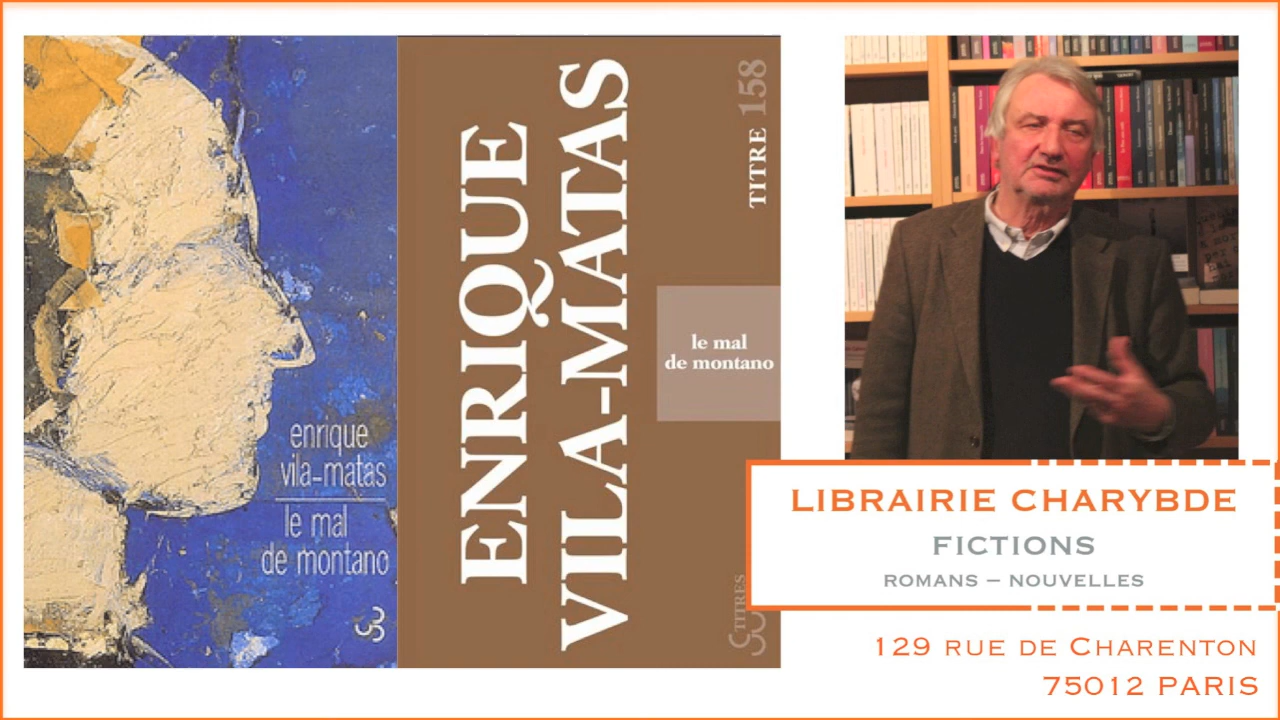 enrique
vila-matas
le mal
de montano
ENRIQUE
VILA-MATAS
TITRE 158
le mal
de montano
TITRES
LIBRAIRIE CHARYBDE
FICTIONS
ROMANS – NOUVELLES
129 RUE DE CHARENTON
75012 PARIS